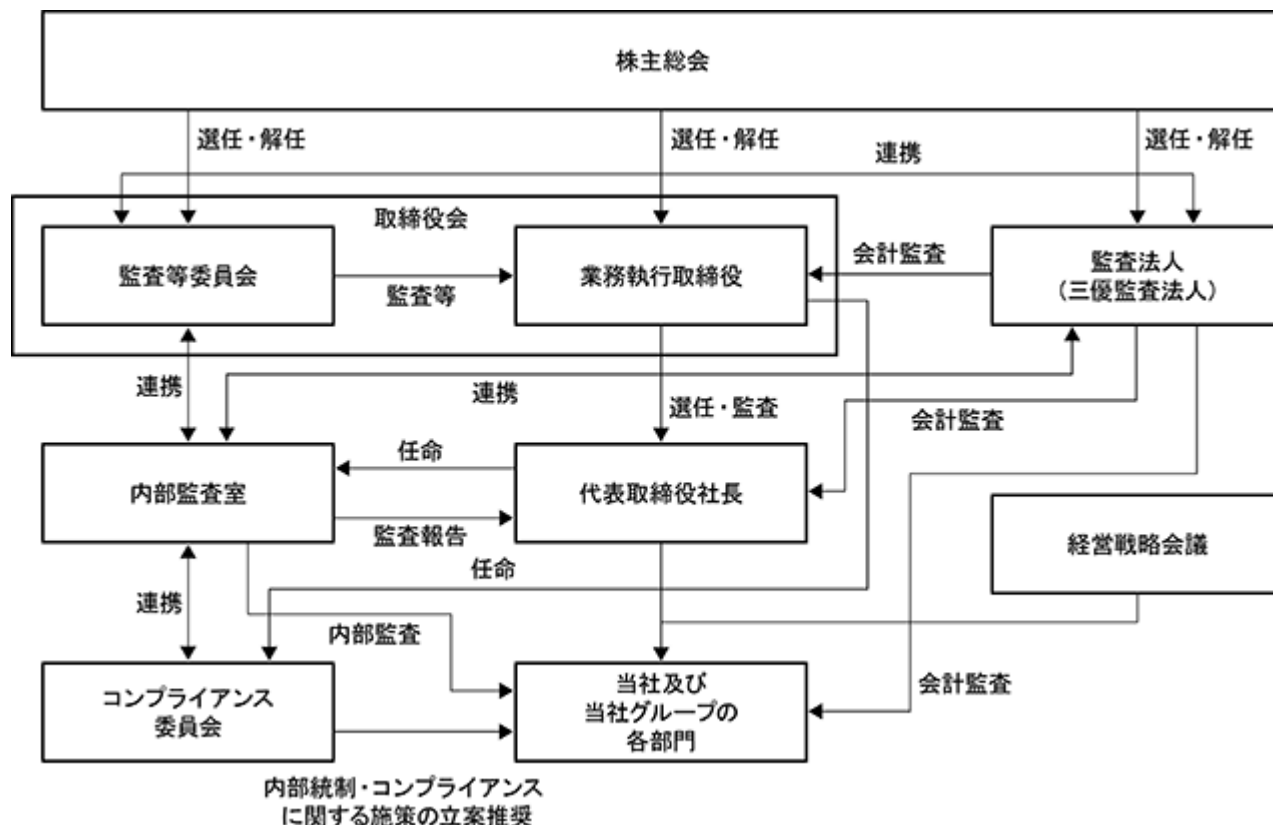 株主総会
選任・解任
選任・解任
選任・解任
連携
取締役会
監査等委員会
監査等
業務執行取締役
会計監査
監査法人
（三優監査法人）
連携
連携
選任・監査
会計監査
内部監査室
任命
監査報告
代表取締役社長
経営戦略会議
連携
任命
内部監査
コンプライアンス
委員会
当社及び
当社グループの
各部門
会計監査
内部統制・コンプライアンス
に関する施策の立案推奨